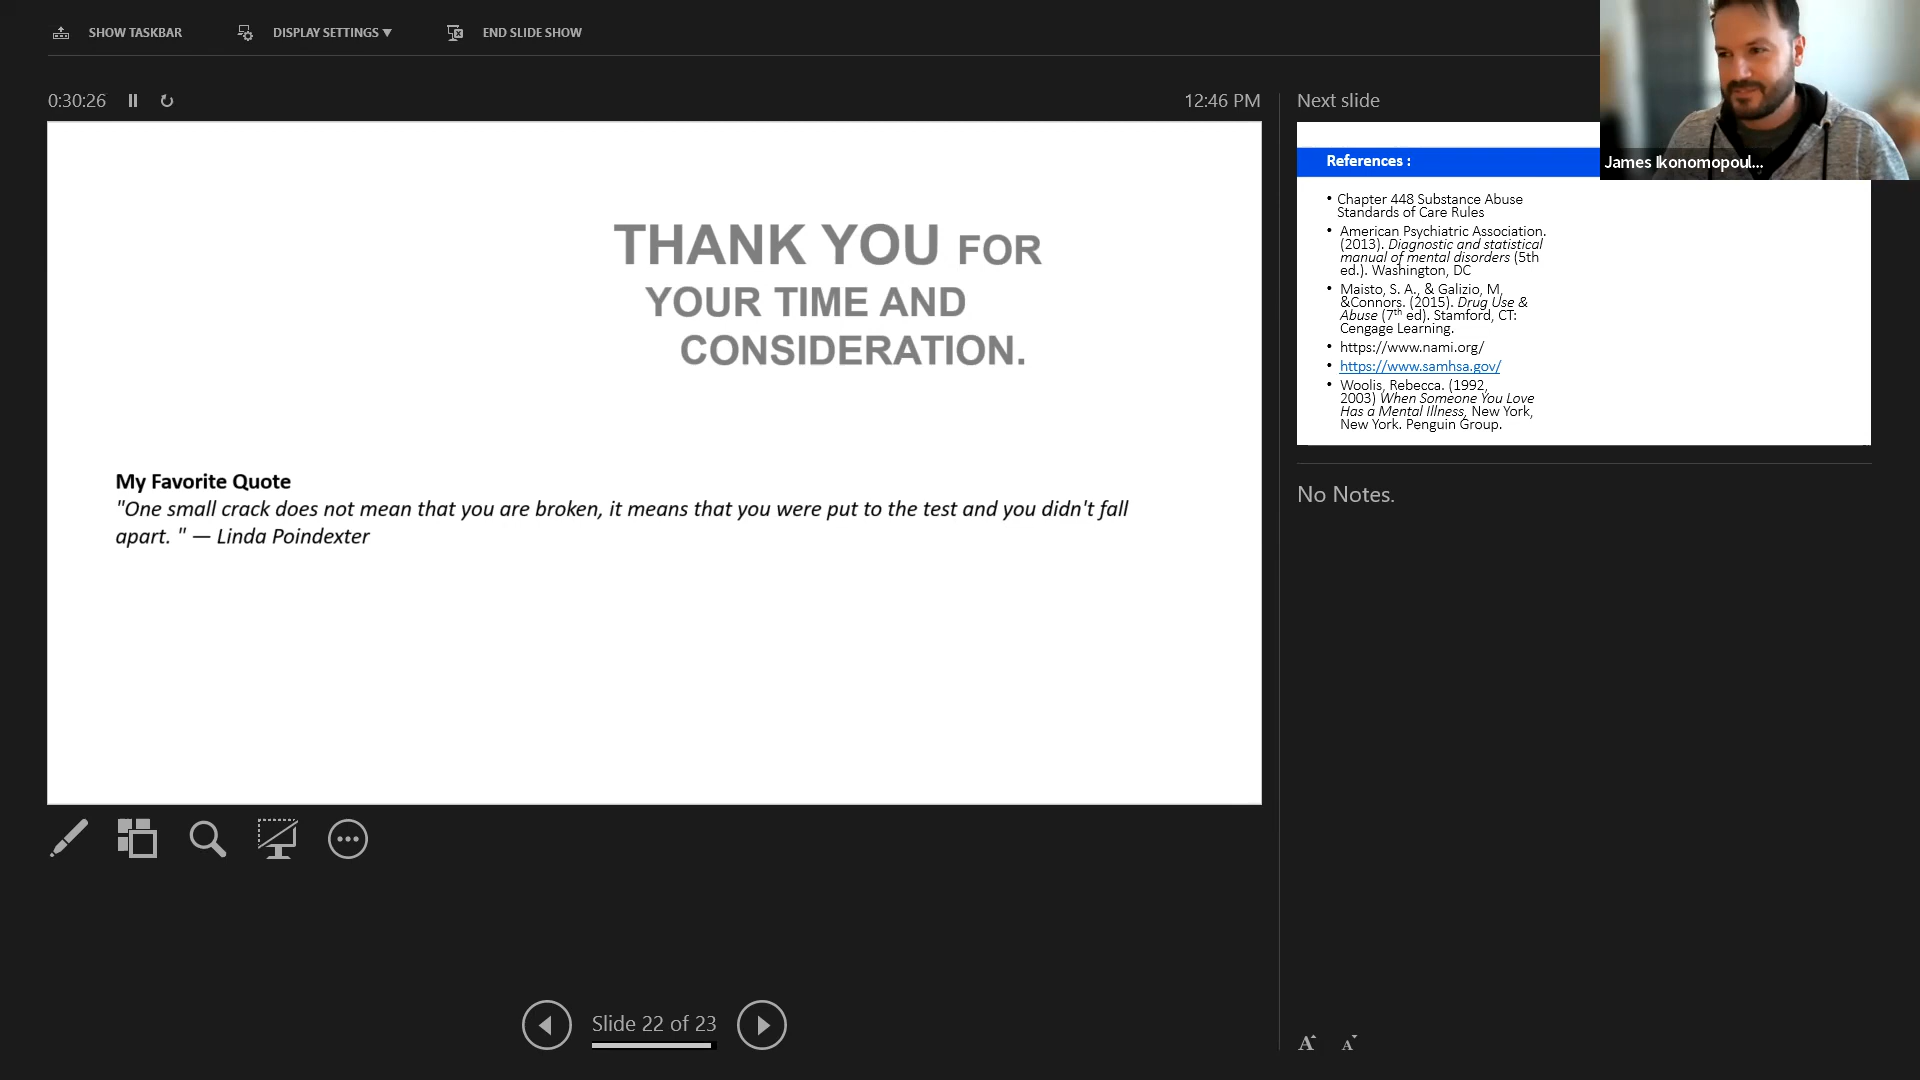 SHOW TASKBAR
DISPLAY SETTINGS ▼
END SLIDE SHOW
0:30:26
12:46 PM
THANK YOU FOR
YOUR TIME AND
CONSIDERATION.
My Favorite Quote
"One small crack does not mean that you are broken, it means that you were put to the test and you didn't fall
apart. " — Linda Poindexter
Slide 22 of 23
Next slide
James Ikonomopoul...
References :
• Chapter 448 Substance Abuse
Standards of Care Rules
• American Psychiatric Association.
(2013). Diagnostic and statistical
manual of mental disorders (5th
ed.). Washington, DC
• Maisto, S. A., & Galizio, M,
&Connors. (2015). Drug Use &
Abuse (7th ed). Stamford, CT:
Cengage Learning.
• https://www.nami.org/
• https://www.samhsa.gov/
• Woolis, Rebecca. (1992,
2003) When Someone You Love
Has a Mental Illness, New York,
New York. Penguin Group.
No Notes.
A A